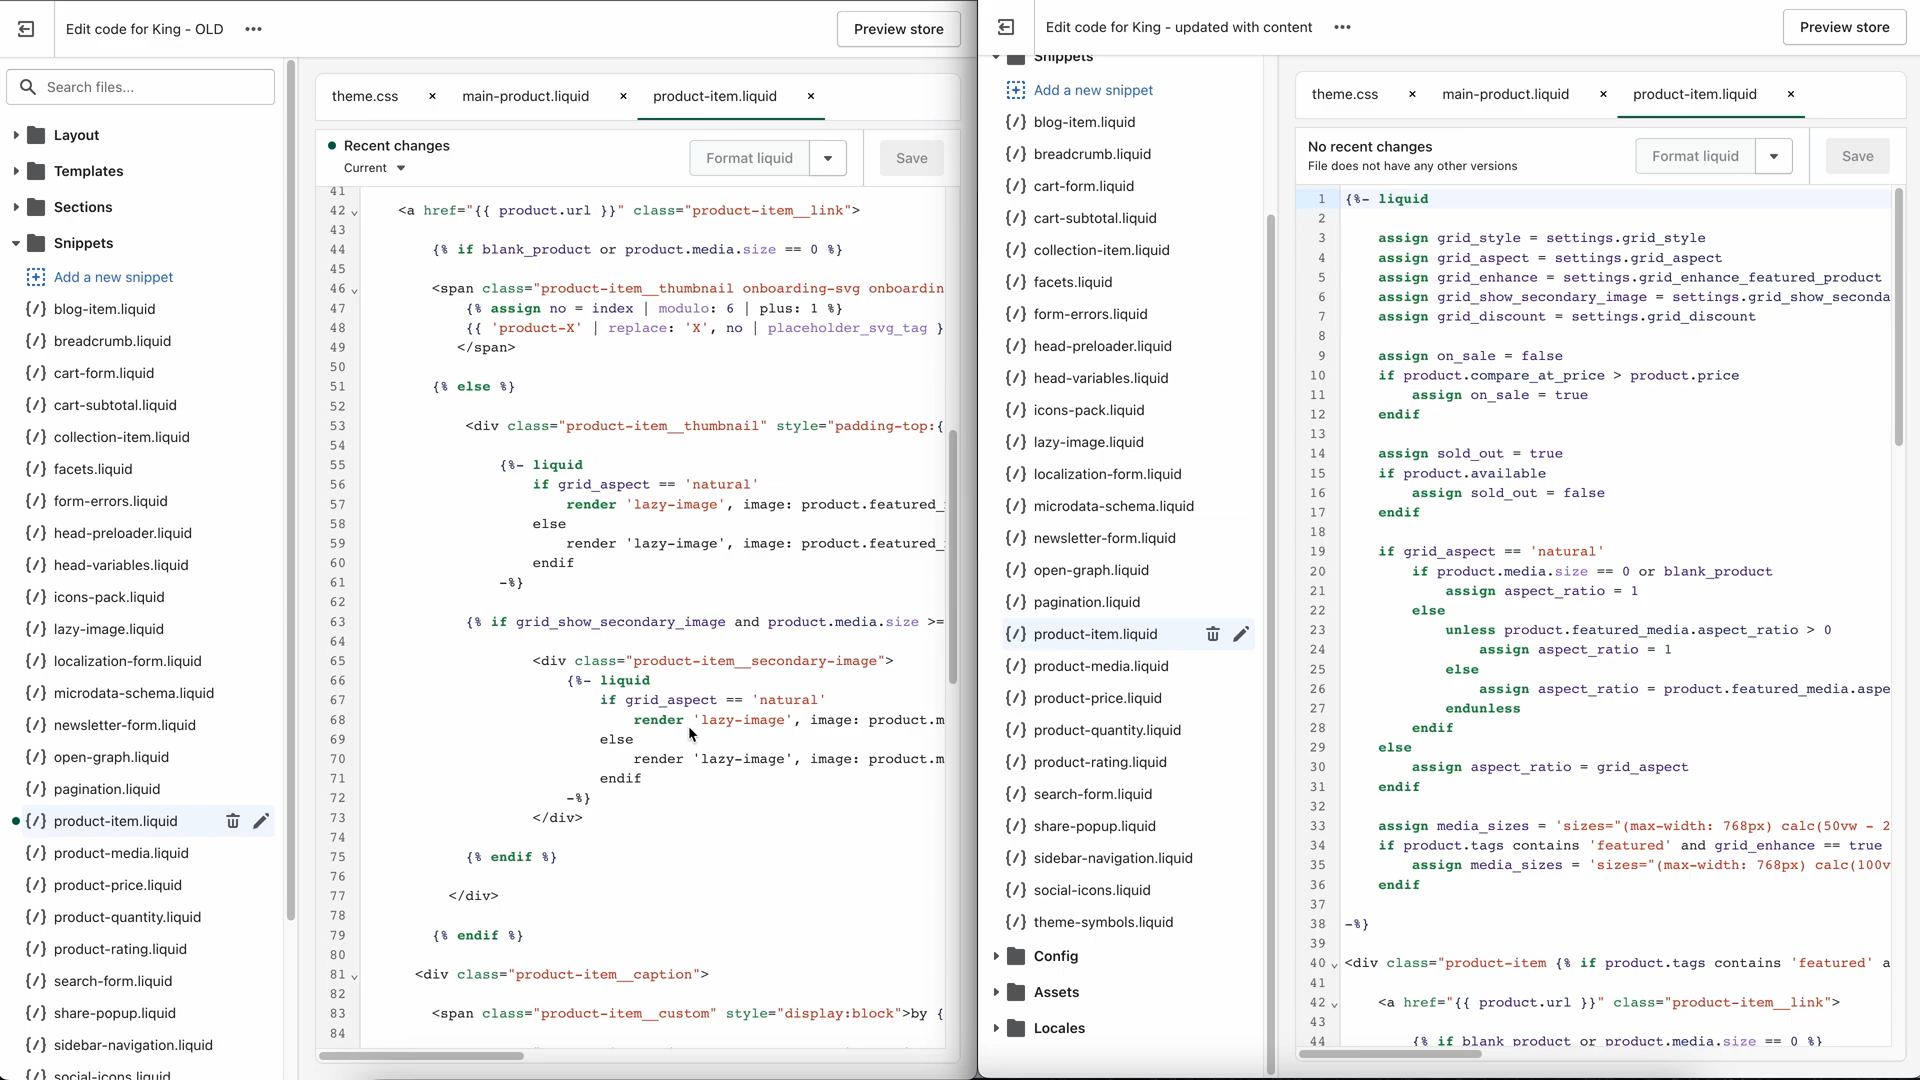 Edit code for King - OLD
Preview store
Search files...
Layout
Templates
Sections
Snippets
Add a new snippet
blog-item.liquid
breadcrumb.liquid
cart-form.liquid
cart-subtotal.liquid
collection-item.liquid
facets.liquid
form-errors.liquid
head-preloader.liquid
head-variables.liquid
icons-pack.liquid
lazy-image.liquid
localization-form.liquid
microdata-schema.liquid
newsletter-form.liquid
open-graph.liquid
pagination.liquid
product-item.liquid
product-media.liquid
product-price.liquid
product-quantity.liquid
product-rating.liquid
search-form.liquid
share-popup.liquid
sidebar-navigation.liquid
social-icons.liquid
theme.css × main-product.liquid × product-item.liquid ×
Recent changes
Current
Format liquid
Save
41
42 <a href="{{ product.url }}" class="product-item__link">
43
44 {% if blank_product or product.media.size == 0 %}
45
46 <span class="product-item__thumbnail onboarding-svg onboardin
47 {% assign no = index | modulo: 6 | plus: 1 %}
48 {{ 'product-X' | replace: 'X', no | placeholder_svg_tag }
49 </span>
50
51 {% else %}
52
53 <div class="product-item__thumbnail" style="padding-top:{
54
55 {%- liquid
56 if grid_aspect == 'natural'
57 render 'lazy-image', image: product.featured_
58 else
59 render 'lazy-image', image: product.featured_
60 endif
61 -%}
62
63 {% if grid_show_secondary_image and product.media.size >=
64
65 <div class="product-item__secondary-image">
66 {%- liquid
67 if grid_aspect == 'natural'
68 render 'lazy-image', image: product.m
69 else
70 render 'lazy-image', image: product.m
71 endif
72 -%}
73 </div>
74
75 {% endif %}
76
77 </div>
78
79 {% endif %}
80
81 <div class="product-item__caption">
82
83 <span class="product-item__custom" style="display:block">by {
84
Edit code for King - updated with content
Preview store
Snippets
Add a new snippet
blog-item.liquid
breadcrumb.liquid
cart-form.liquid
cart-subtotal.liquid
collection-item.liquid
facets.liquid
form-errors.liquid
head-preloader.liquid
head-variables.liquid
icons-pack.liquid
lazy-image.liquid
localization-form.liquid
microdata-schema.liquid
newsletter-form.liquid
open-graph.liquid
pagination.liquid
product-item.liquid
product-media.liquid
product-price.liquid
product-quantity.liquid
product-rating.liquid
search-form.liquid
share-popup.liquid
sidebar-navigation.liquid
social-icons.liquid
theme-symbols.liquid
Config
Assets
Locales
theme.css × main-product.liquid × product-item.liquid ×
No recent changes
File does not have any other versions
Format liquid
Save
1 {%- liquid
2
3 assign grid_style = settings.grid_style
4 assign grid_aspect = settings.grid_aspect
5 assign grid_enhance = settings.grid_enhance_featured_product
6 assign grid_show_secondary_image = settings.grid_show_seconda
7 assign grid_discount = settings.grid_discount
8
9 assign on_sale = false
10 if product.compare_at_price > product.price
11 assign on_sale = true
12 endif
13
14 assign sold_out = true
15 if product.available
16 assign sold_out = false
17 endif
18
19 if grid_aspect == 'natural'
20 if product.media.size == 0 or blank_product
21 assign aspect_ratio = 1
22 else
23 unless product.featured_media.aspect_ratio > 0
24 assign aspect_ratio = 1
25 else
26 assign aspect_ratio = product.featured_media.aspe
27 endunless
28 endif
29 else
30 assign aspect_ratio = grid_aspect
31 endif
32
33 assign media_sizes = 'sizes="(max-width: 768px) calc(50vw - 2
34 if product.tags contains 'featured' and grid_enhance == true
35 assign media_sizes = 'sizes="(max-width: 768px) calc(100v
36 endif
37
38 -%}
39
40 <div class="product-item {% if product.tags contains 'featured' a
41
42 <a href="{{ product.url }}" class="product-item__link">
43
44 {% if blank_product or product.media.size == 0 %}